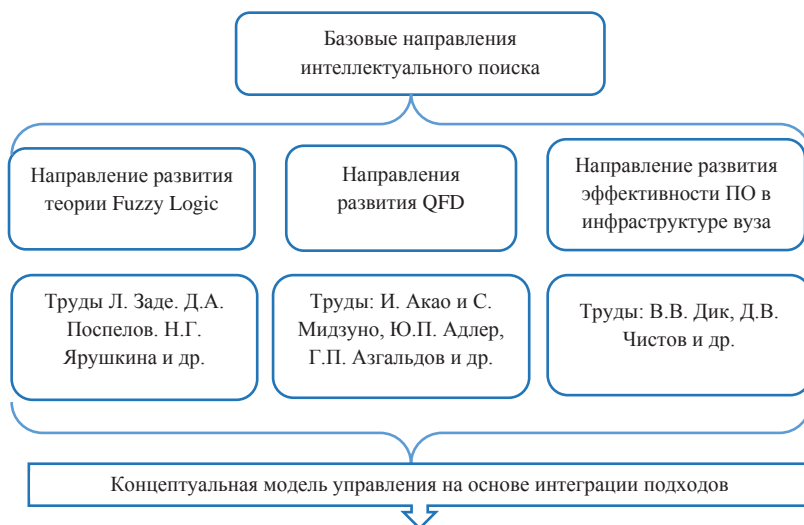 Базовые направления
интеллектуального поиска
Направление развития
теории Fuzzy Logic
Направления
развития QFD
Направление развития
эффективности ПО в
инфраструктуре вуза
Труды Л. Заде. Д.А.
Поспелов. Н.Г.
Ярушкина и др.
Труды: И. Акао и С.
Мидзуно, Ю.П. Адлер,
Г.П. Азгальдов и др.
Труды: В.В. Дик, Д.В.
Чистов и др.
Концептуальная модель управления на основе интеграции подходов